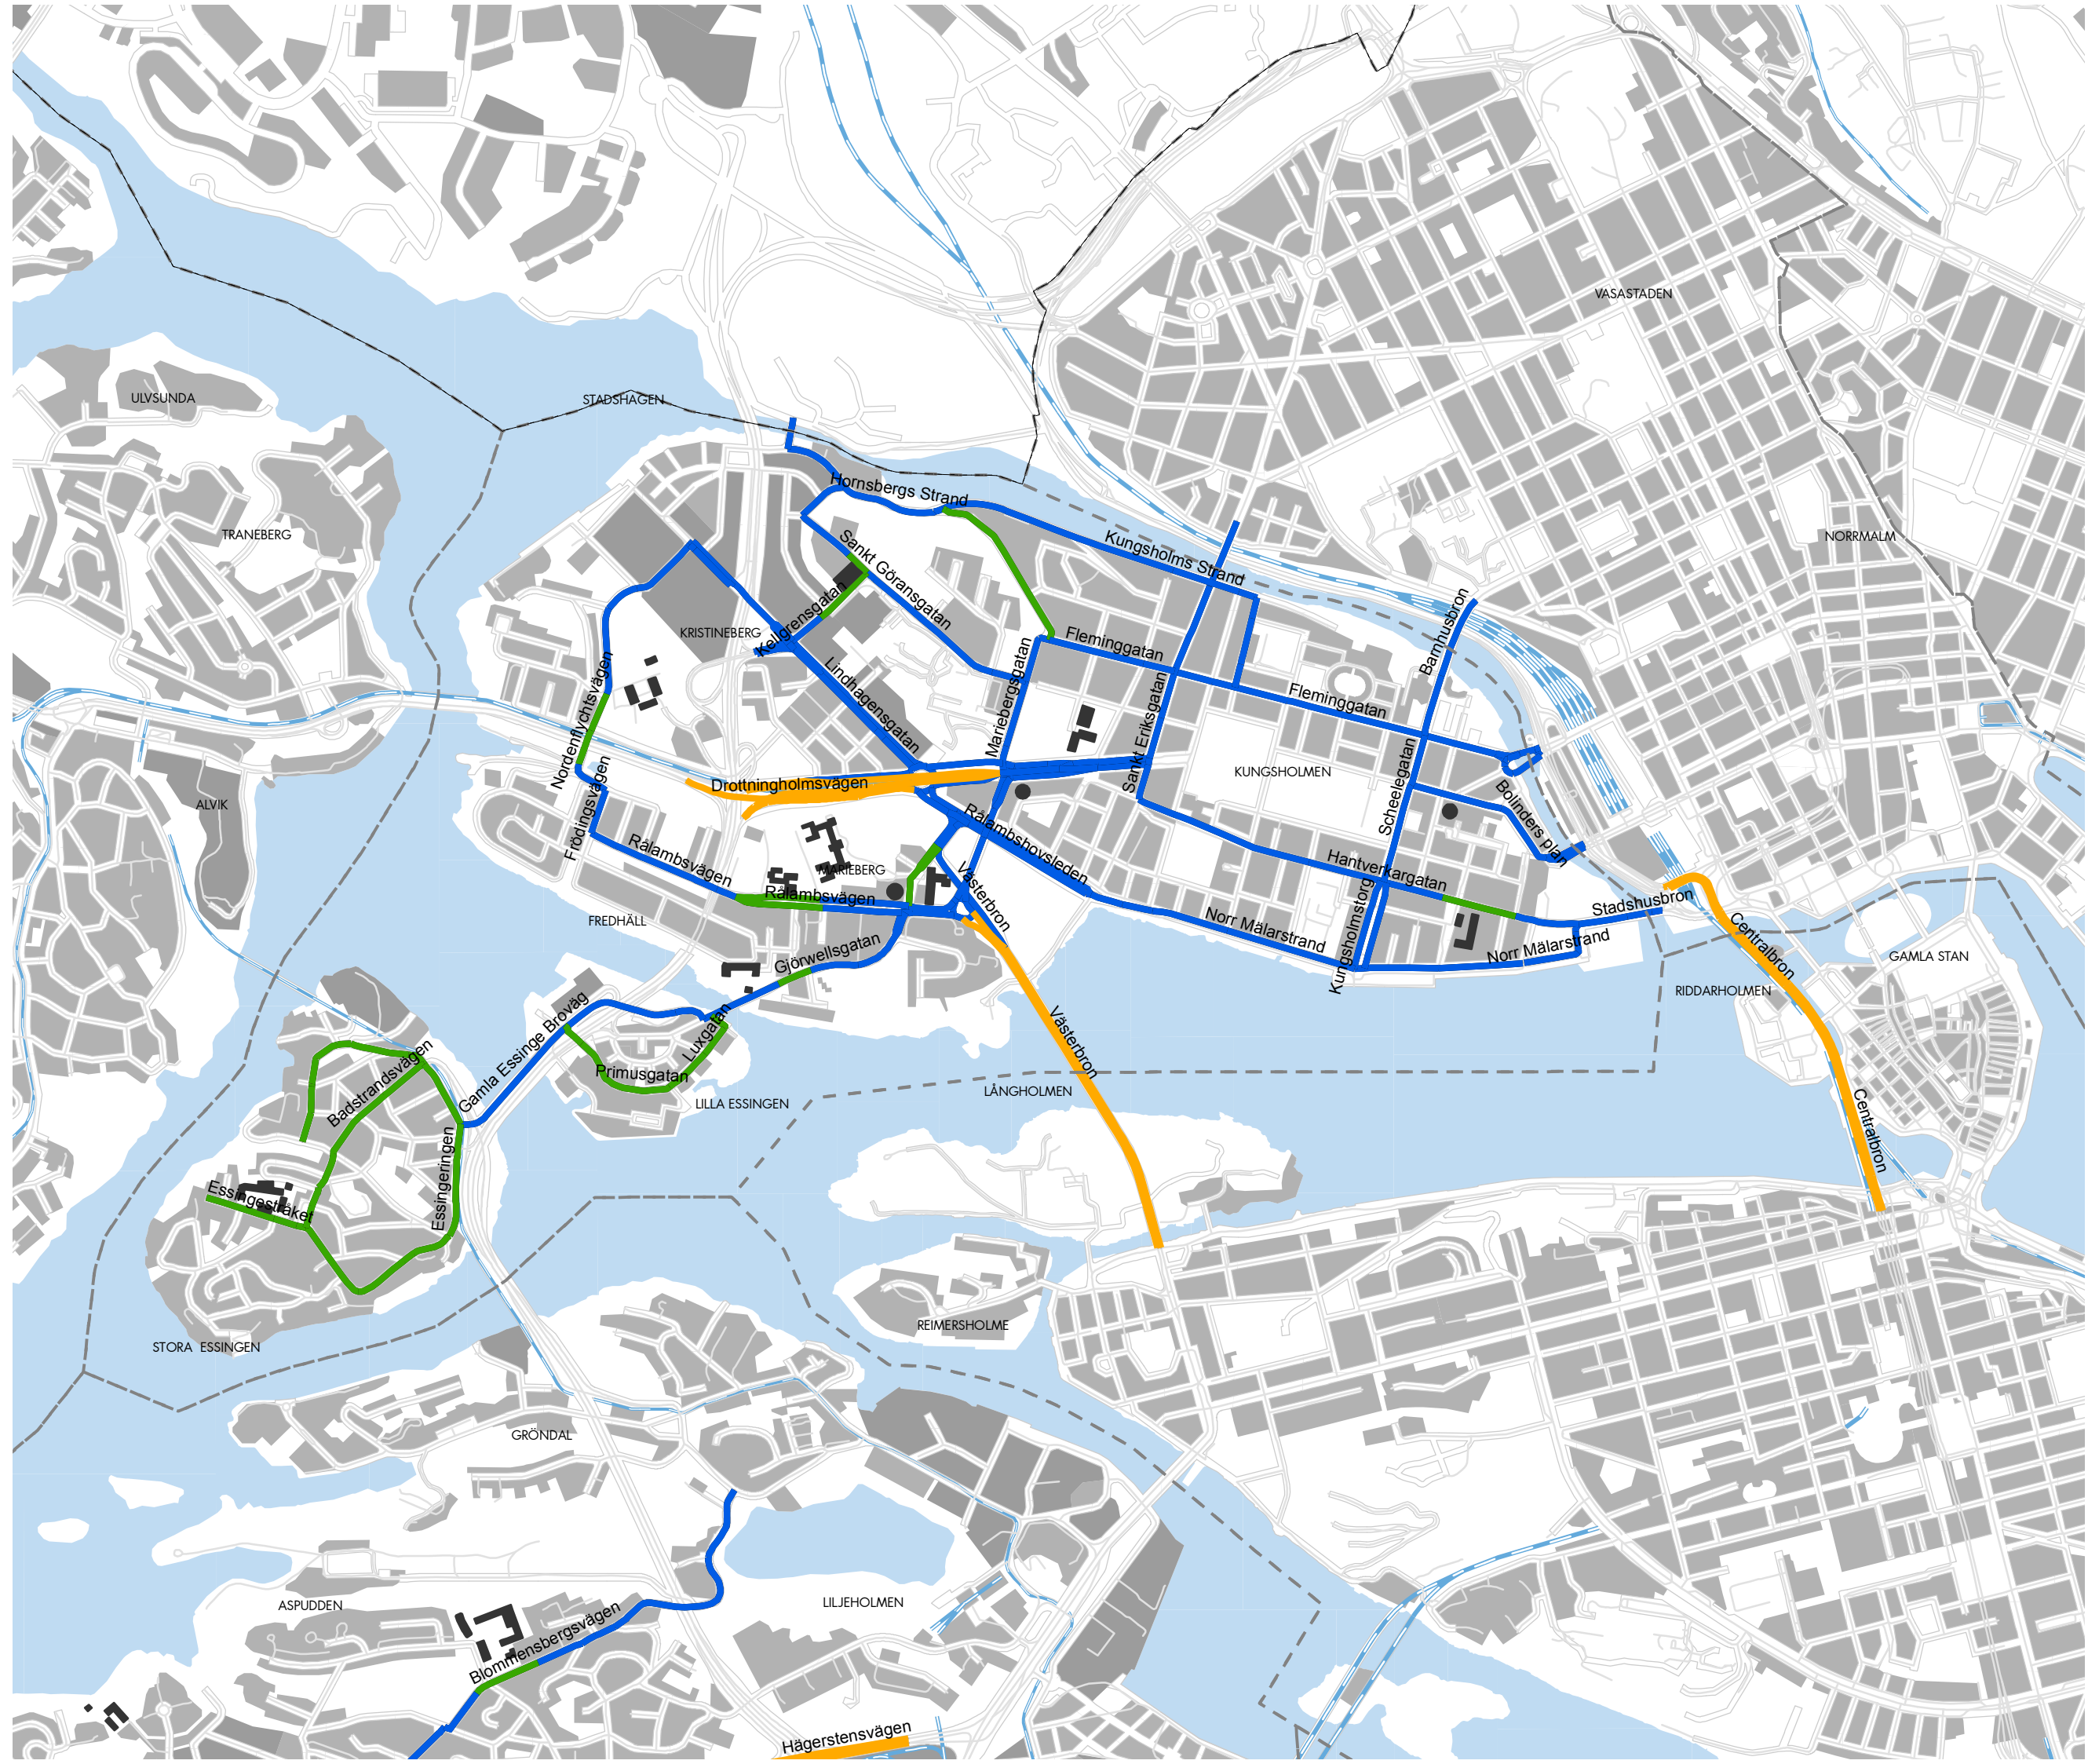 VASASTADEN
ULVSUNDA
STADSHAGEN
Hornsbergs Strand
TRANEBERG
Sankt Göransgatan
Kungsholms Strand
NORRMALM
KRISTINEBERG
Kellgrensgatan
Fleminggatan
Barnhusbron
Mariebergsgatan
Lindhagensgatan
Fleminggatan
Nordenflychtsvägen
Sankt Eriksgatan
KUNGSHOLMEN
Drottningholmsvägen
Scheelegatan
Bolinders plan
ALVIK
Frödingsvägen
Rålambshovsleden
Rålambsvägen
MARIEBERG
Hantverkargatan
Rålambsvägen
Västerbron
Kungsholmstorg
Stadshusbron
FREDHÄLL
Norr Mälarstrand
Norr Mälarstrand
Centralbron
GAMLA STAN
Gjörwellsgatan
RIDDARHOLMEN
Gamla Essinge Broväg
Luxgatan
Västerbron
Badstrandsvägen
Primusgatan
LÅNGHOLMEN
LILLA ESSINGEN
Centralbron
Essingeringen
Essingestråket
REIMERSHOLME
STORA ESSINGEN
GRÖNDAL
ASPUDDEN
LILJEHOLMEN
Blommensbergsvägen
Hägerstensvägen